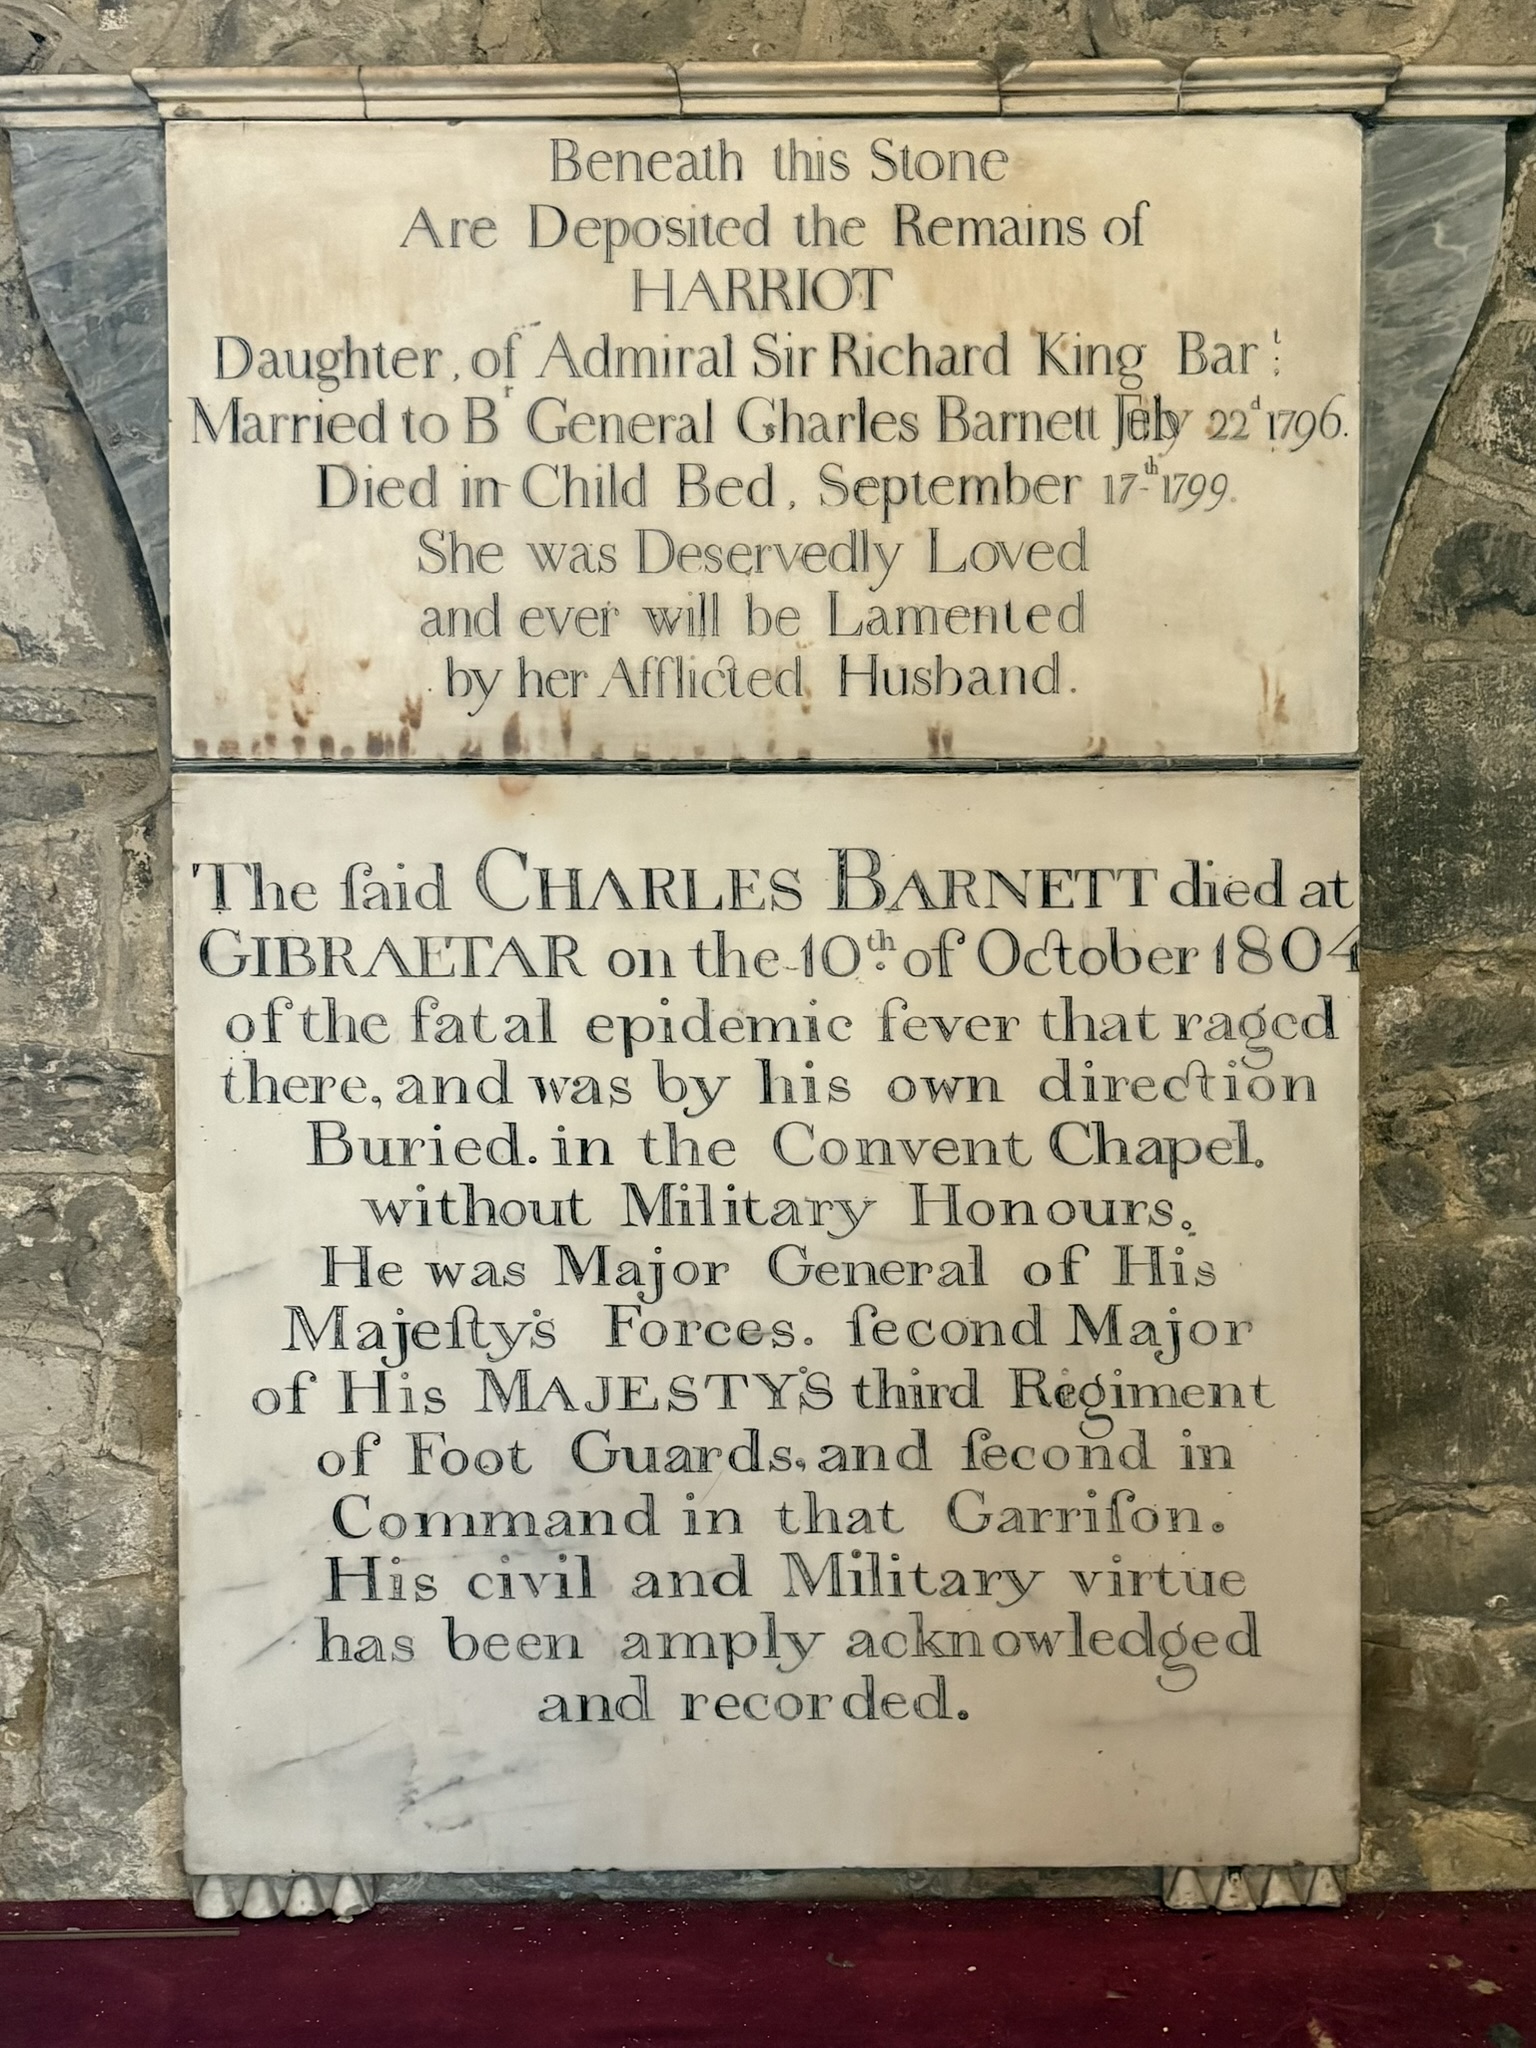 Beneath this Stone
Are Deposited the Remains of
HARRIOT
Daughter, of Admiral Sir Richard King Barᵗ:
Married to Bʳ General Gharles Barnett 22ᵈ 1796.
Died in Child Bed, September 17ᵗʰ 1799.
She was Deservedly Loved
and ever will be Lamented
by her Afflicted Husband.
The ſaid CHARLES BARNETT died at
GIBRALTAR on the 10ᵗʰ. of October 1804
of the fatal epidemic fever that raged
there, and was by his own direction
Buried. in the Convent Chapel.
without Military Honours.
He was Major General of His
Majeſty's Forces. ſecond Major
of His MAJESTY'S third Regiment
of Foot Guards, and ſecond in
Command in that Garriſon.
His civil and Military virtue
has been amply acknowledged
and recorded.